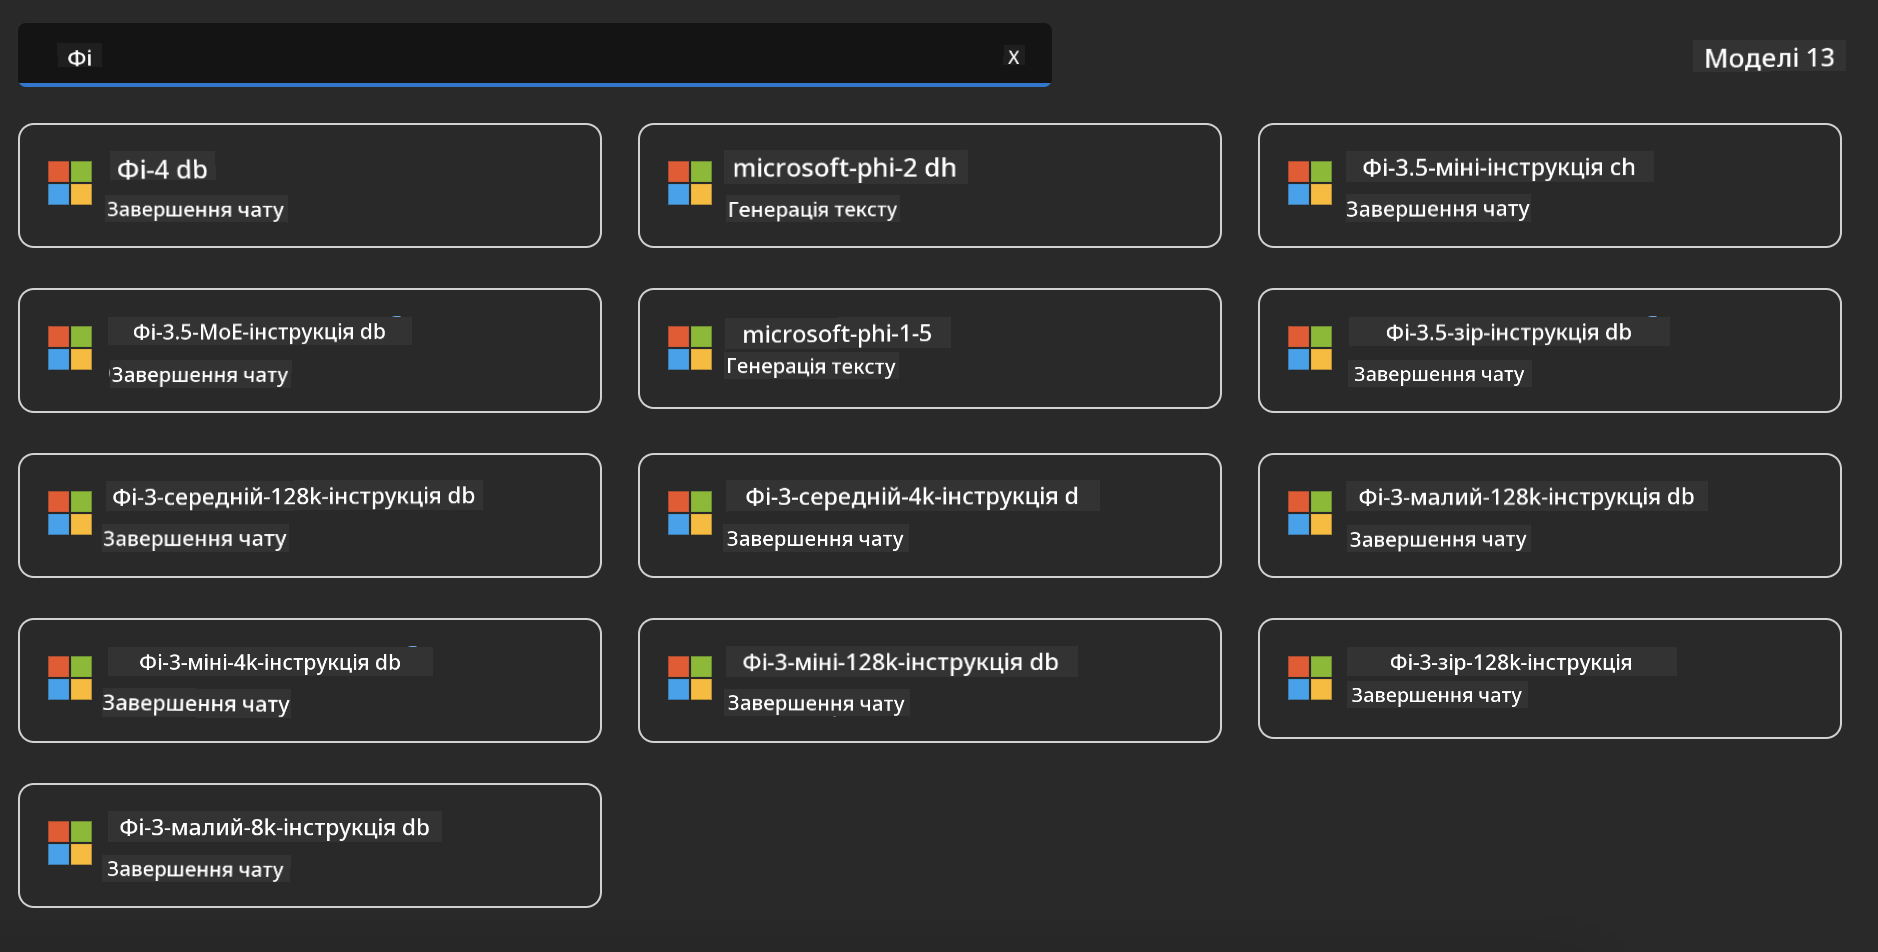 Фі
X
Моделі 13
Фі-4 db
Завершення чату
microsoft-phi-2 dh
Генерація тексту
Фі-3.5-міні-інструкція ch
Завершення чату
Фі-3.5-MoE-інструкція db
Завершення чату
microsoft-phi-1-5
Генерація тексту
Фі-3.5-зір-інструкція db
Завершення чату
Фі-3-середній-128k-інструкція db
Завершення чату
Фі-3-середній-4k-інструкція d
Завершення чату
Фі-3-малий-128k-інструкція db
Завершення чату
Фі-3-міні-4k-інструкція db
Завершення чату
Фі-3-міні-128k-інструкція db
Завершення чату
Фі-3-зір-128k-інструкція
Завершення чату
Фі-3-малий-8k-інструкція db
Завершення чату